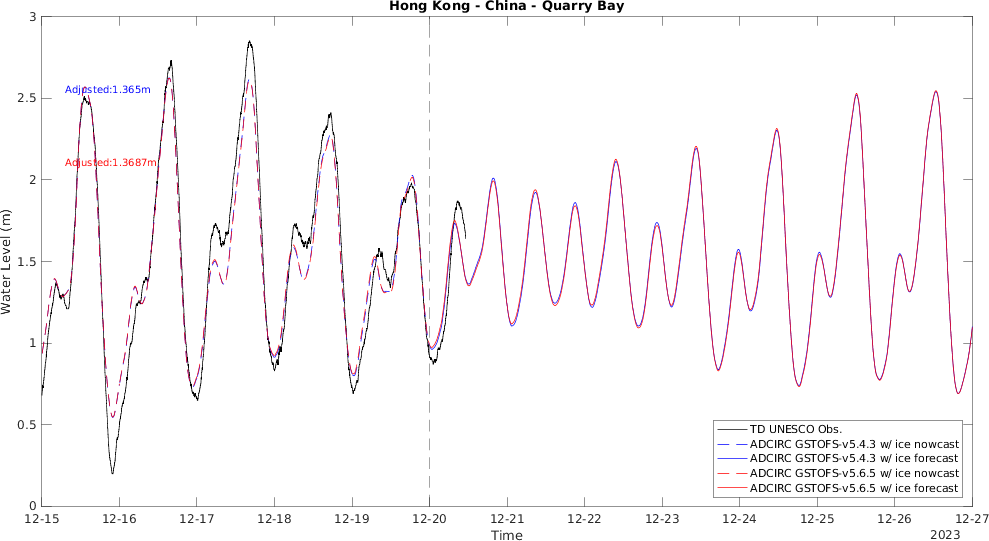 Hong Kong - China - Quarry Bay
3
2.5
2
1.5
1
0.5
0
Water Level (m)
Adjusted:1.365m
Adjusted:1.3687m
TD UNESCO Obs.
ADCIRC GSTOFS-v5.4.3 w/ ice nowcast
ADCIRC GSTOFS-v5.4.3 w/ ice forecast
ADCIRC GSTOFS-v5.6.5 w/ ice nowcast
ADCIRC GSTOFS-v5.6.5 w/ ice forecast
12-15 12-16 12-17 12-18 12-19 12-20 12-21 12-22 12-23 12-24 12-25 12-26 12-27
Time
2023